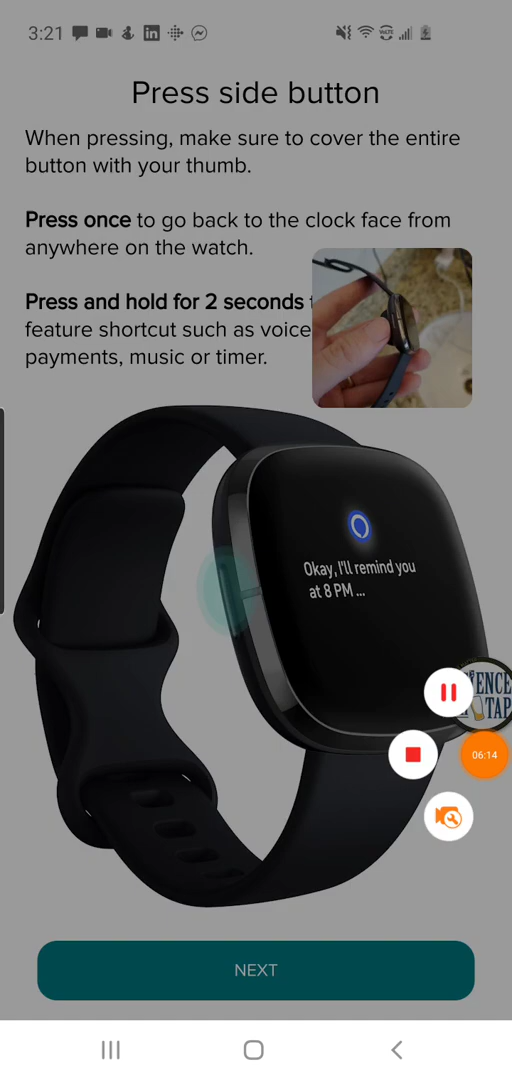 3:21
Press side button
When pressing, make sure to cover the entire
button with your thumb.
Press once to go back to the clock face from
anywhere on the watch.
Press and hold for 2 seconds
feature shortcut such as voice
payments, music or timer.
Okay, I'll remind you
at 8 PM ...
ENCE
TAP
06:14
NEXT